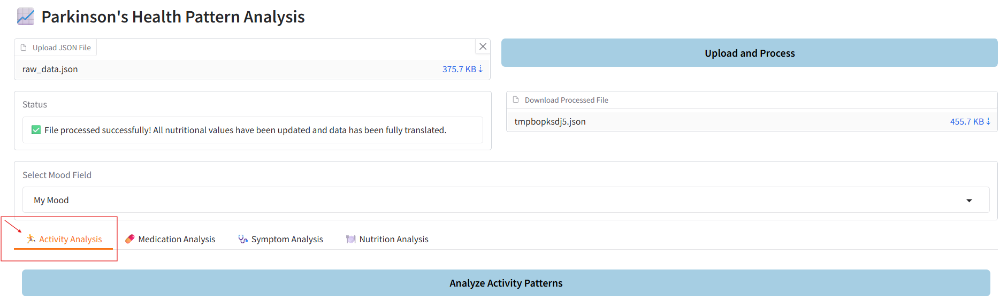 Parkinson's Health Pattern Analysis
Upload JSON File
raw_data.json 375.7 KB ⇣
Upload and Process
Status
✅ File processed successfully! All nutritional values have been updated and data has been fully translated.
Download Processed File
tmpbopksdj5.json 455.7 KB ⇣
Select Mood Field
My Mood
Activity Analysis Medication Analysis Symptom Analysis Nutrition Analysis
Analyze Activity Patterns